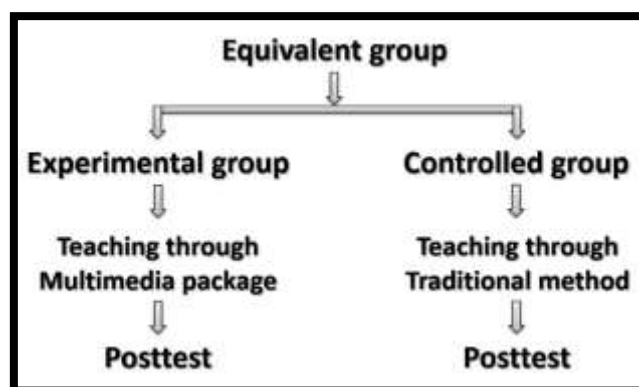 Equivalent group
Experimental group
Controlled group
Teaching through
Multimedia package
Teaching through
Traditional method
Posttest
Posttest